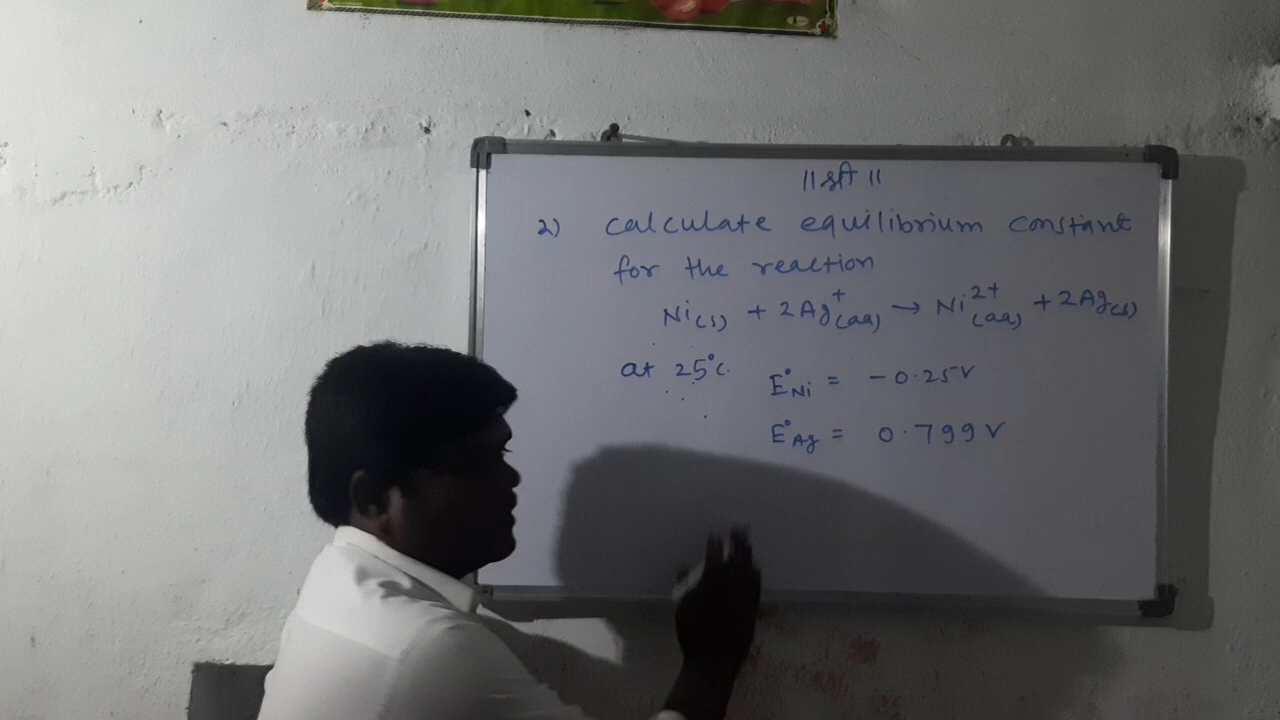 ॥ श्री ॥
2) calculate equilibrium constant
for the reaction
Ni(s) + 2Ag⁺(aq) → Ni²⁺(aq) + 2Ag(s)
at 25°c. E°Ni = -0.25V
E°Ag = 0.799V